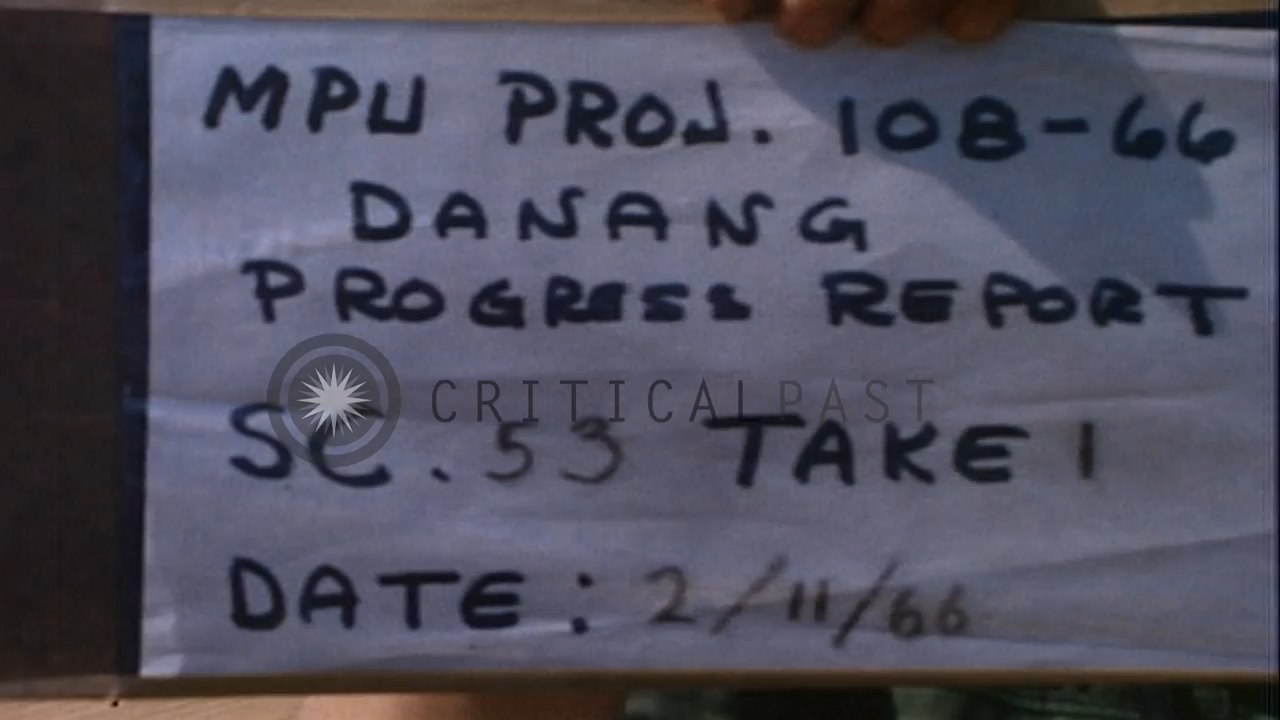 MPU PROJ. 108-66
DANANG
PROGRESS REPORT
CRITICALPAST
SC. 53 TAKE 1
DATE: 2/11/66